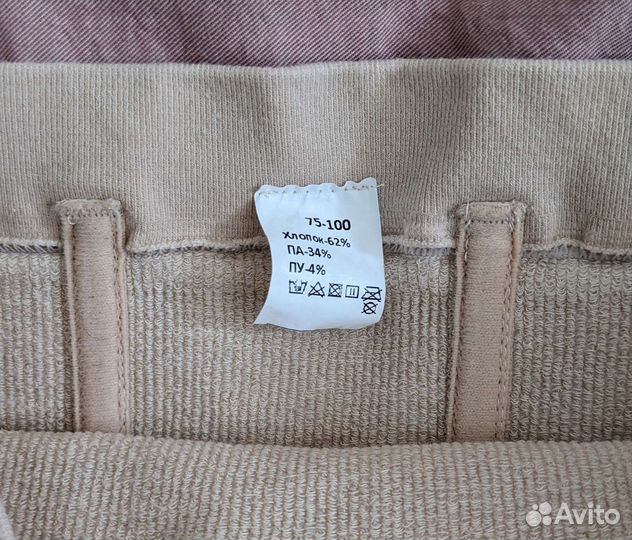 75-100
Хлопок-62%
ПА-34%
ПУ-4%
Avito